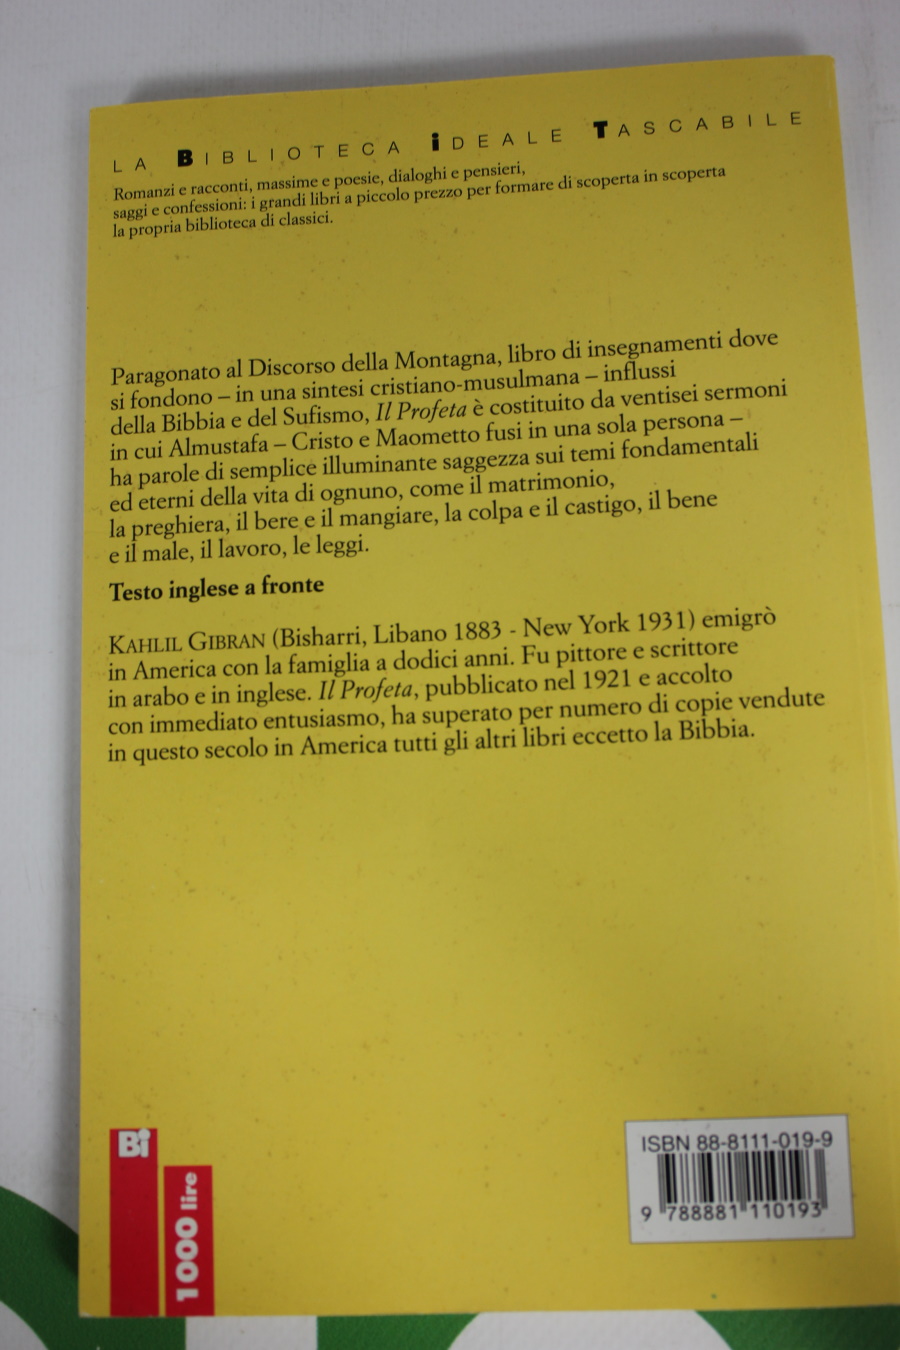 LA BIBLIOTECA iDEALE TASCABILE
Romanzi e racconti, massime e poesie, dialoghi e pensieri,
saggi e confessioni: i grandi libri a piccolo prezzo per formare di scoperta in scoperta
la propria biblioteca di classici.
Paragonato al Discorso della Montagna, libro di insegnamenti dove
si fondono – in una sintesi cristiano-musulmana – influssi
della Bibbia e del Sufismo, Il Profeta è costituito da ventisei sermoni
in cui Almustafa – Cristo e Maometto fusi in una sola persona –
ha parole di semplice illuminante saggezza sui temi fondamentali
ed eterni della vita di ognuno, come il matrimonio,
la preghiera, il bere e il mangiare, la colpa e il castigo, il bene
e il male, il lavoro, le leggi.
Testo inglese a fronte
KAHLIL GIBRAN (Bisharri, Libano 1883 - New York 1931) emigrò
in America con la famiglia a dodici anni. Fu pittore e scrittore
in arabo e in inglese. Il Profeta, pubblicato nel 1921 e accolto
con immediato entusiasmo, ha superato per numero di copie vendute
in questo secolo in America tutti gli altri libri eccetto la Bibbia.
Bi
1000 lire
ISBN 88-8111-019-9
9 788881 110193